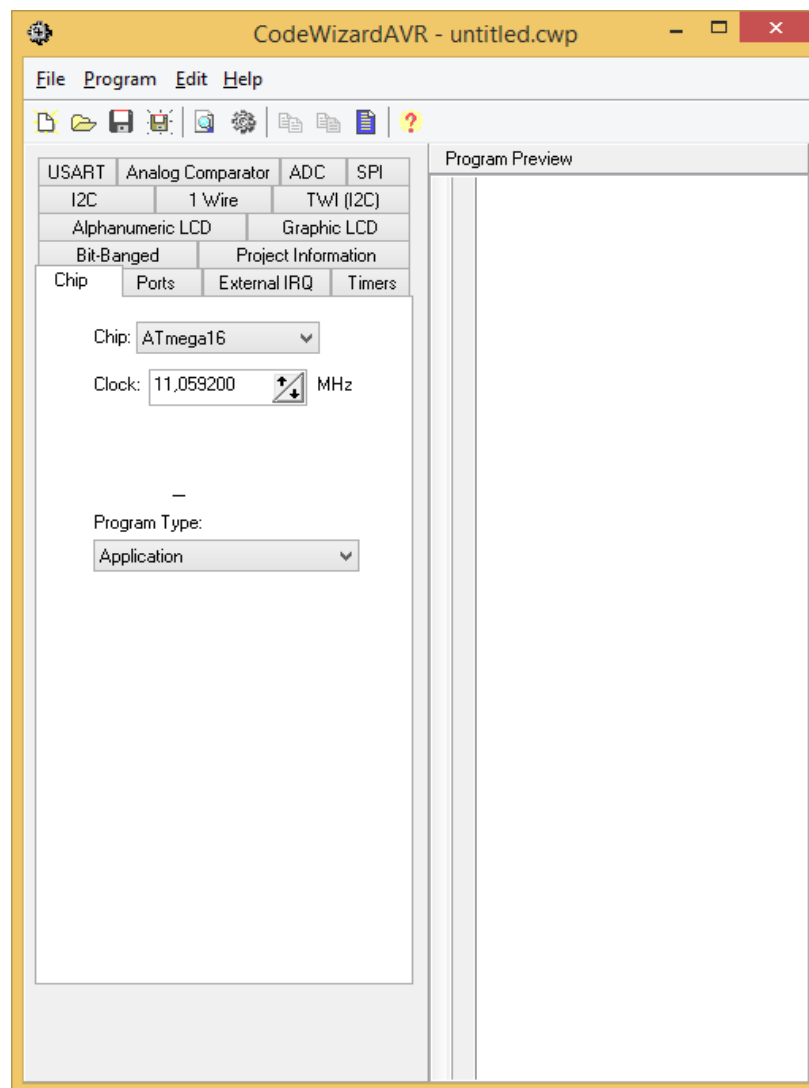 CodeWizardAVR - untitled.cwp
File Program Edit Help
Program Preview
USART Analog Comparator ADC SPI
I2C 1 Wire TWI (I2C)
Alphanumeric LCD Graphic LCD
Bit-Banged Project Information
Chip Ports External IRQ Timers
Chip: ATmega16
Clock: 11,059200 MHz
Program Type:
Application